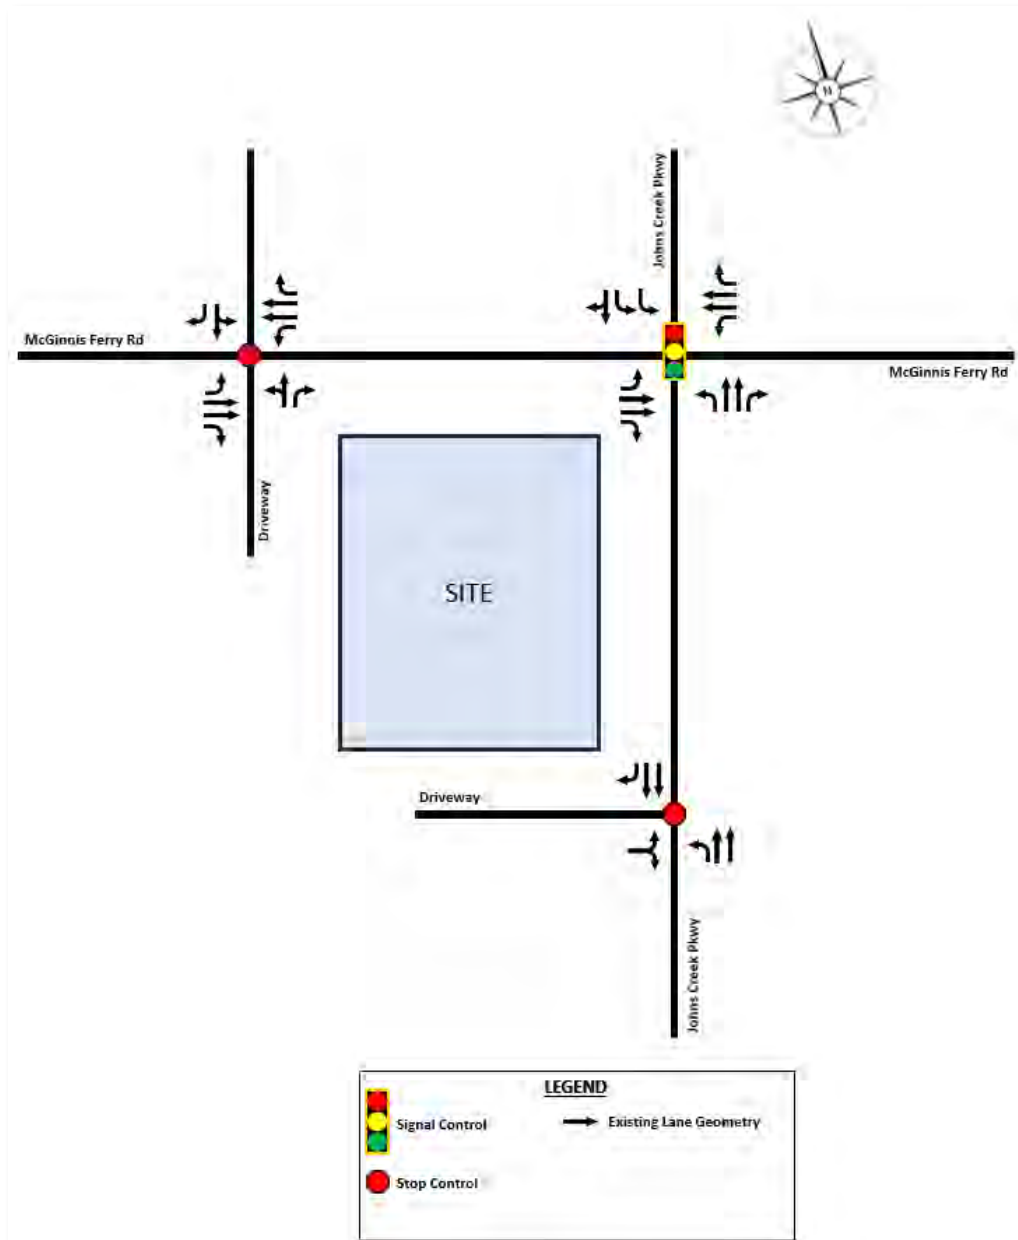 N
Johns Creek Pkwy
McGinnis Ferry Rd
McGinnis Ferry Rd
Driveway
SITE
Driveway
Johns Creek Pkwy
LEGEND
Signal Control
Existing Lane Geometry
Stop Control